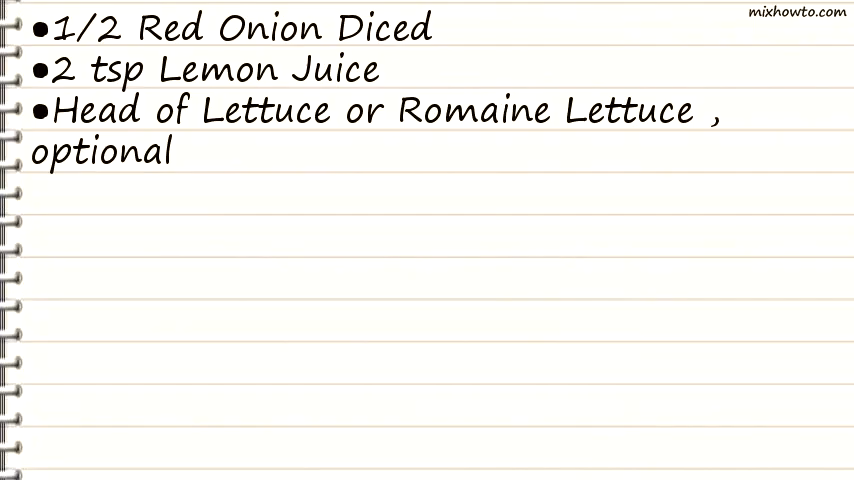 mixhowto.com
●1/2 Red Onion Diced
●2 tsp Lemon Juice
●Head of Lettuce or Romaine Lettuce ,
optional